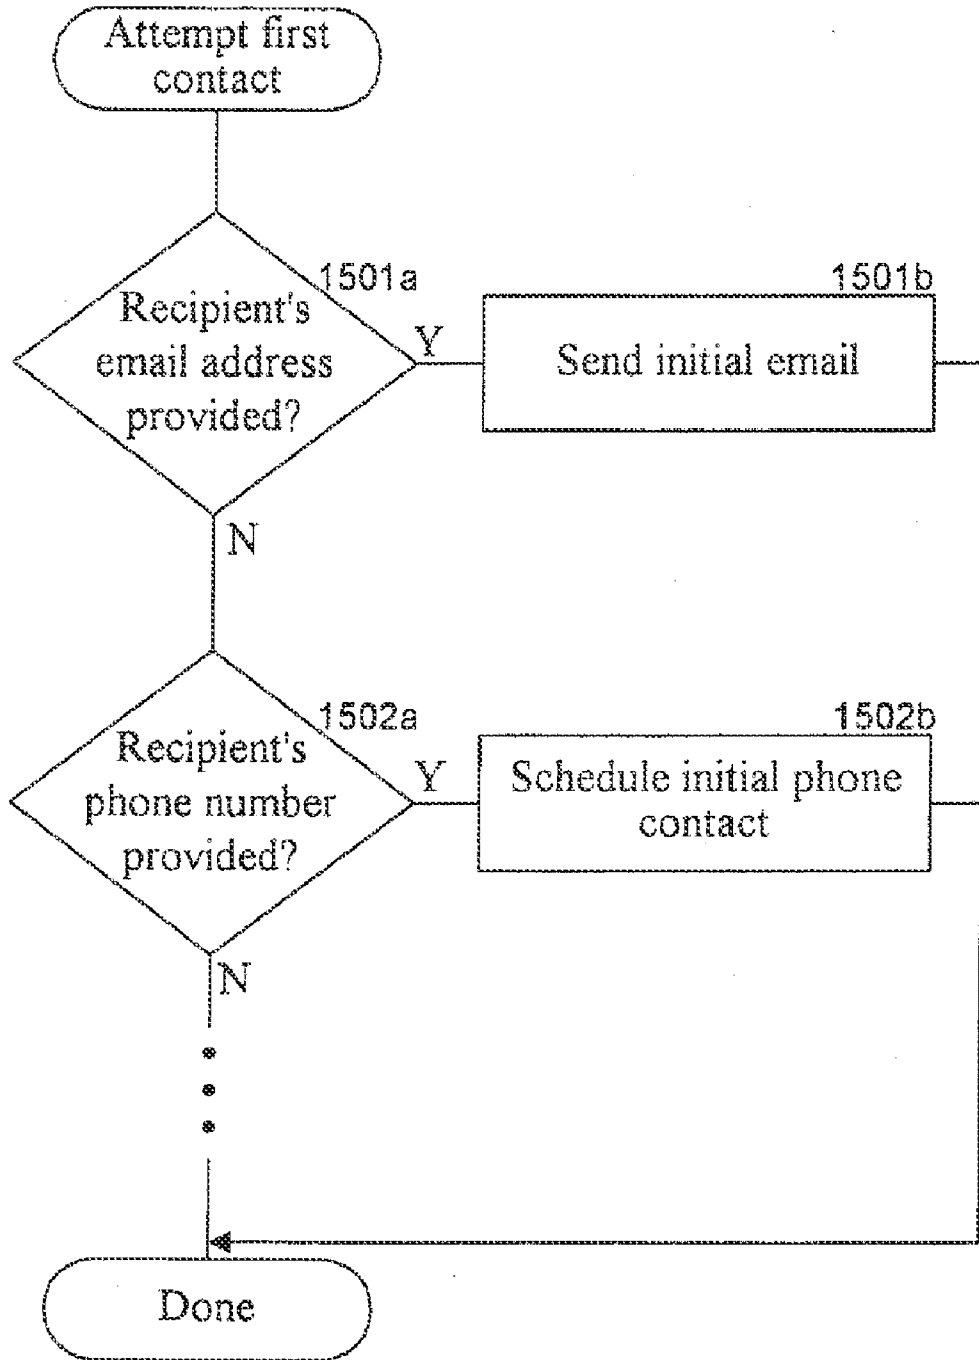 Attempt first
contact
1501a
Recipient's
email address
provided?
Y
1501b
Send initial email
N
1502a
Recipient's
phone number
provided?
Y
1502b
Schedule initial phone
contact
N
Done